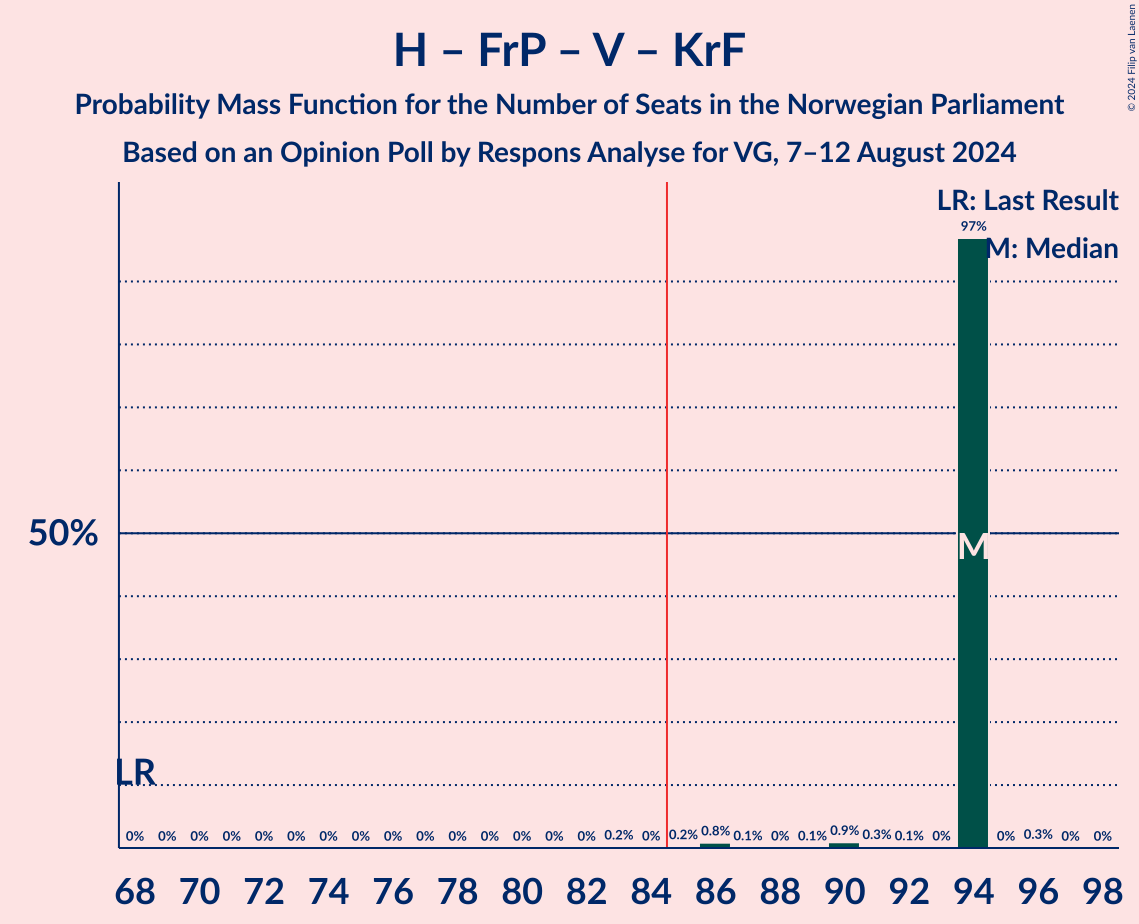 H – FrP – V – KrF
Probability Mass Function for the Number of Seats in the Norwegian Parliament
Based on an Opinion Poll by Respons Analyse for VG, 7–12 August 2024
© 2024 Filip van Laenen
LR: Last Result
97%
M: Median
50%
M
LR
0% 0% 0% 0% 0% 0% 0% 0% 0% 0% 0% 0% 0% 0% 0% 0.2% 0% 0.2% 0.8% 0.1% 0% 0.1% 0.9% 0.3% 0.1% 0% 0% 0.3% 0% 0%
68 70 72 74 76 78 80 82 84 86 88 90 92 94 96 98